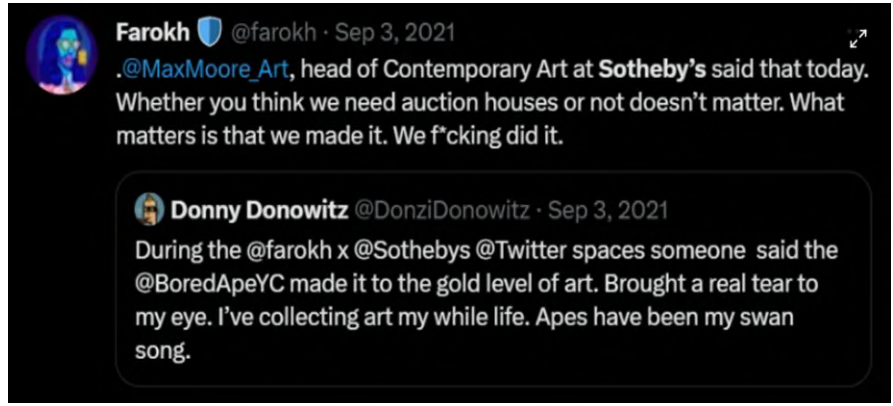 Farokh @farokh · Sep 3, 2021
.@MaxMoore_Art, head of Contemporary Art at Sotheby’s said that today.
Whether you think we need auction houses or not doesn’t matter. What
matters is that we made it. We f*cking did it.
Donny Donowitz @DonziDonowitz · Sep 3, 2021
During the @farokh x @Sothebys @Twitter spaces someone said the
@BoredApeYC made it to the gold level of art. Brought a real tear to
my eye. I’ve collecting art my while life. Apes have been my swan
song.